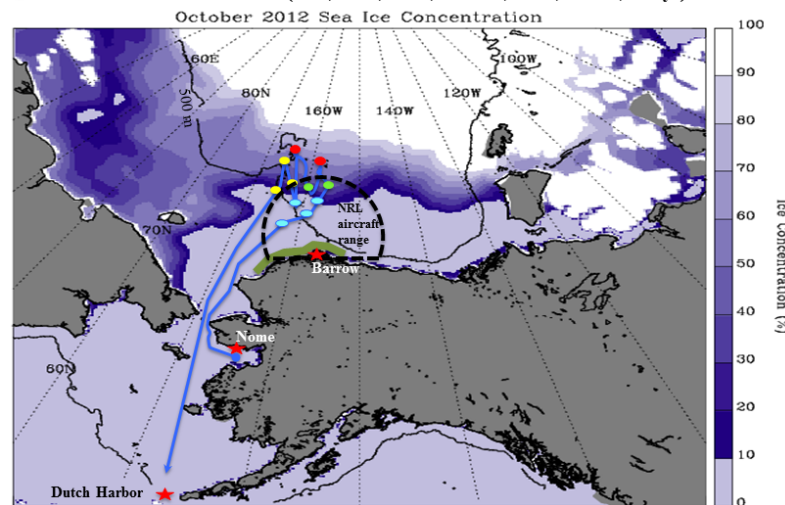 October 2012 Sea Ice Concentration
160E
100W
80N
160W
140W
120W
500 m
70N
NRL
aircraft
range
Barrow
Nome
60N
Dutch Harbor
100
90
80
70
60
50
40
30
20
10
0
Ice Concentration (%)